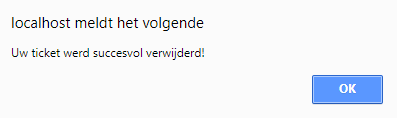 localhost meldt het volgende
Uw ticket werd succesvol verwijderd!
OK